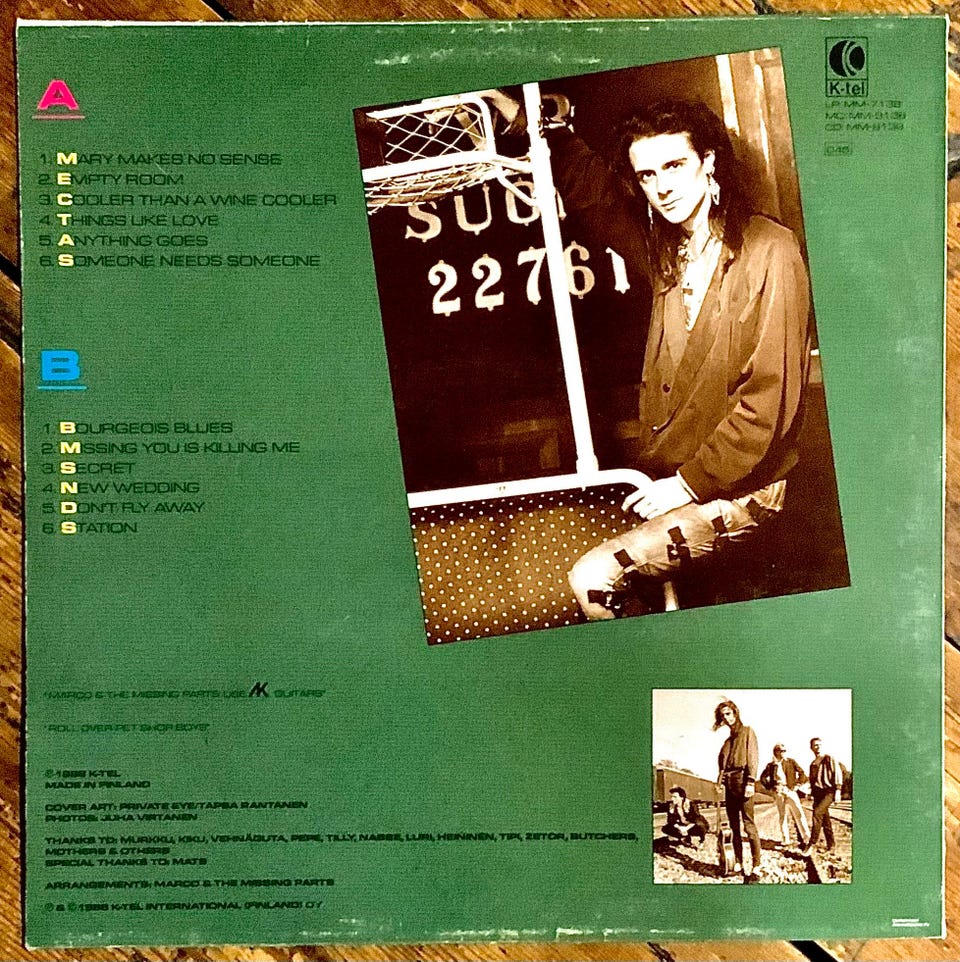 A
1. MARY MAKES NO SENSE
2. EMPTY ROOM
3. COOLER THAN A WINE COOLER
4. THINGS LIKE LOVE
5. ANYTHING GOES
6. SOMEONE NEEDS SOMEONE
B
1. BOURGEOIS BLUES
2. MISSING YOU IS KILLING ME
3. SECRET
4. NEW WEDDING
5. DON'T FLY AWAY
6. STATION
"MARCO & THE MISSING PARTS USE AK GUITARS"
"ROLL OVER PET SHOP BOYS"
℗ 1988 K-TEL
MADE IN FINLAND
COVER ART: PRIVATE EYE/TAPSA RANTANEN
PHOTOS: JUHA VIRTANEN
THANKS TO: MURKKU, KIKU, VEHNÄGUTA, PEPE, TILLY, NASSE, LURI, HEININEN, TIPI, ZETOR, BUTCHERS,
MOTHERS & OTHERS
SPECIAL THANKS TO: MATS
ARRANGEMENTS: MARCO & THE MISSING PARTS
℗ & © 1988 K-TEL INTERNATIONAL (FINLAND) OY
K-tel
LP: MM-7138
MC: MM-9138
CD: MM-8138
SUO
22761